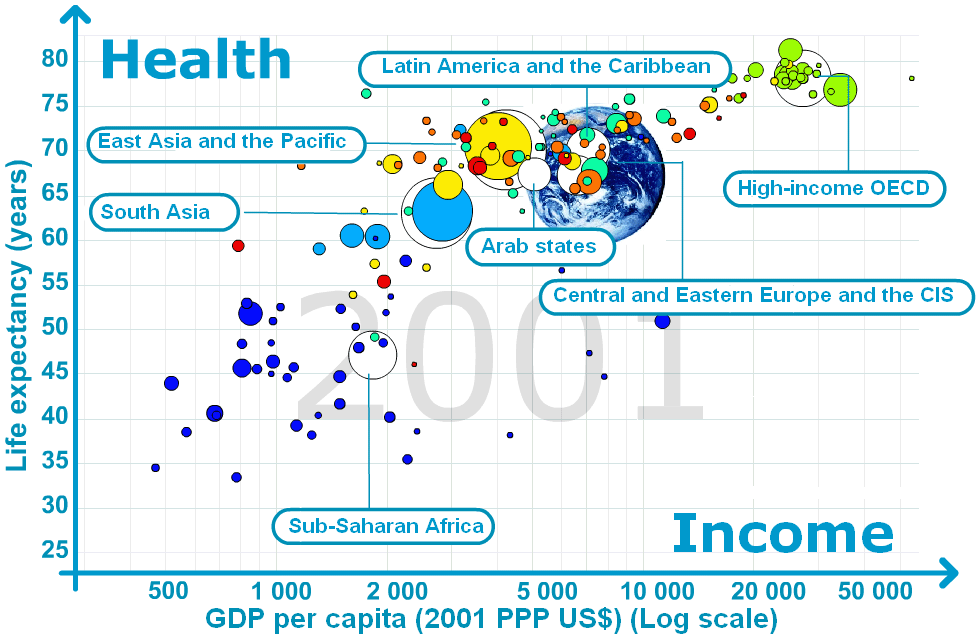 Health
Latin America and the Caribbean
East Asia and the Pacific
High-income OECD
South Asia
Arab states
Central and Eastern Europe and the CIS
2001
Sub-Saharan Africa
Income
Life expectancy (years)
80
75
70
65
60
55
50
45
40
35
30
25
500 1 000 2 000 5 000 10 000 20 000 50 000
GDP per capita (2001 PPP US$) (Log scale)